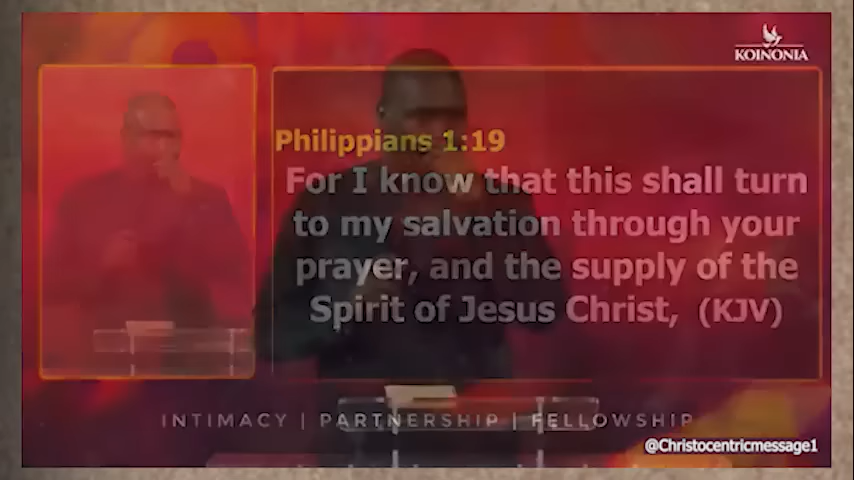 KOINONIA
Philippians 1:19
For I know that this shall turn
to my salvation through your
prayer, and the supply of the
Spirit of Jesus Christ, (KJV)
INTIMACY | PARTNERSHIP | FELLOWSHIP
@Christocentricmessage1